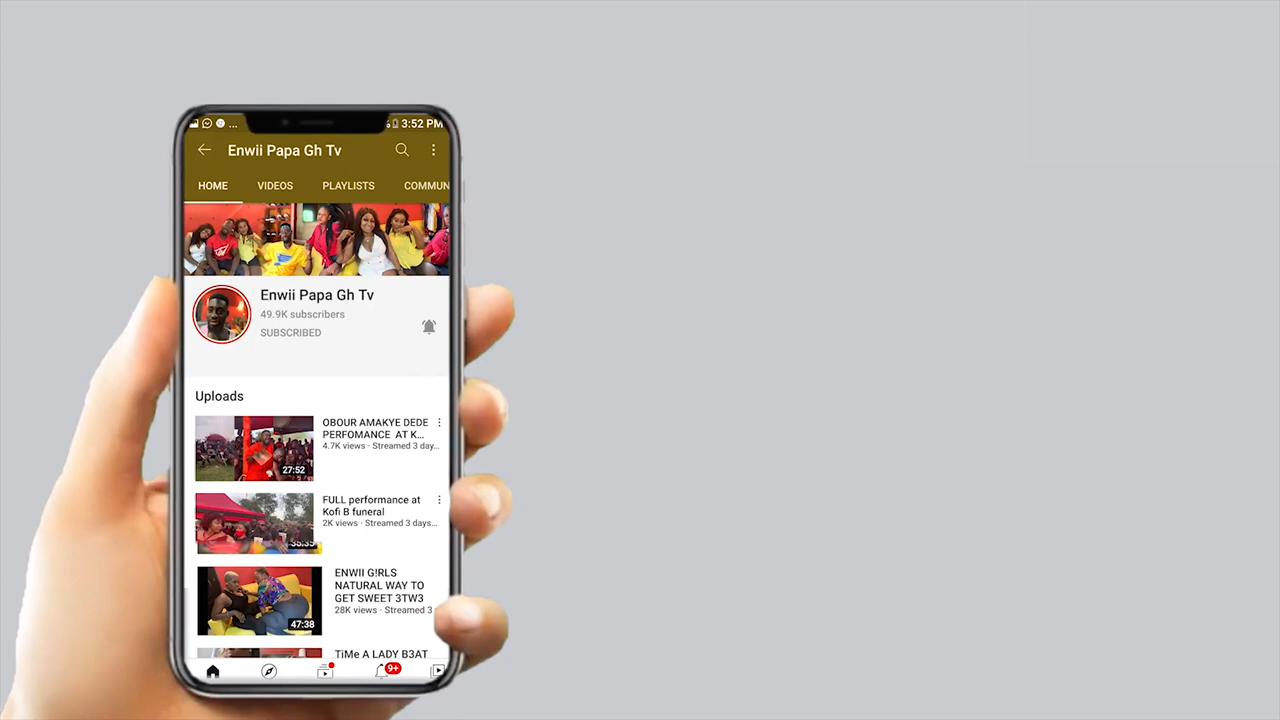 ... 3:52 PM
Enwii Papa Gh Tv
HOME VIDEOS PLAYLISTS COMMUN
Enwii Papa Gh Tv
49.9K subscribers
SUBSCRIBED
Uploads
OBOUR AMAKYE DEDE
PERFOMANCE AT K...
4.7K views · Streamed 3 day...
27:52
FULL performance at
Kofi B funeral
2K views · Streamed 3 days...
35:35
ENWII G!RLS
NATURAL WAY TO
GET SWEET 3TW3
28K views · Streamed 3
47:38
TiMe A LADY B3AT
9+